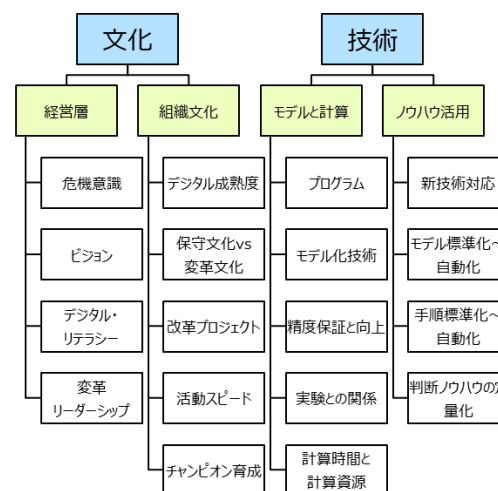 文化
技術
経営層
組織文化
モデルと計算
ノウハウ活用
危機意識
ビジョン
デジタル・
リテラシー
変革
リーダーシップ
デジタル成熟度
保守文化vs
変革文化
改革プロジェクト
活動スピード
チャンピオン育成
プログラム
モデル化技術
精度保証と向上
実験との関係
計算時間と
計算資源
新技術対応
モデル標準化～
自動化
手順標準化～
自動化
判断ノウハウの定
量化